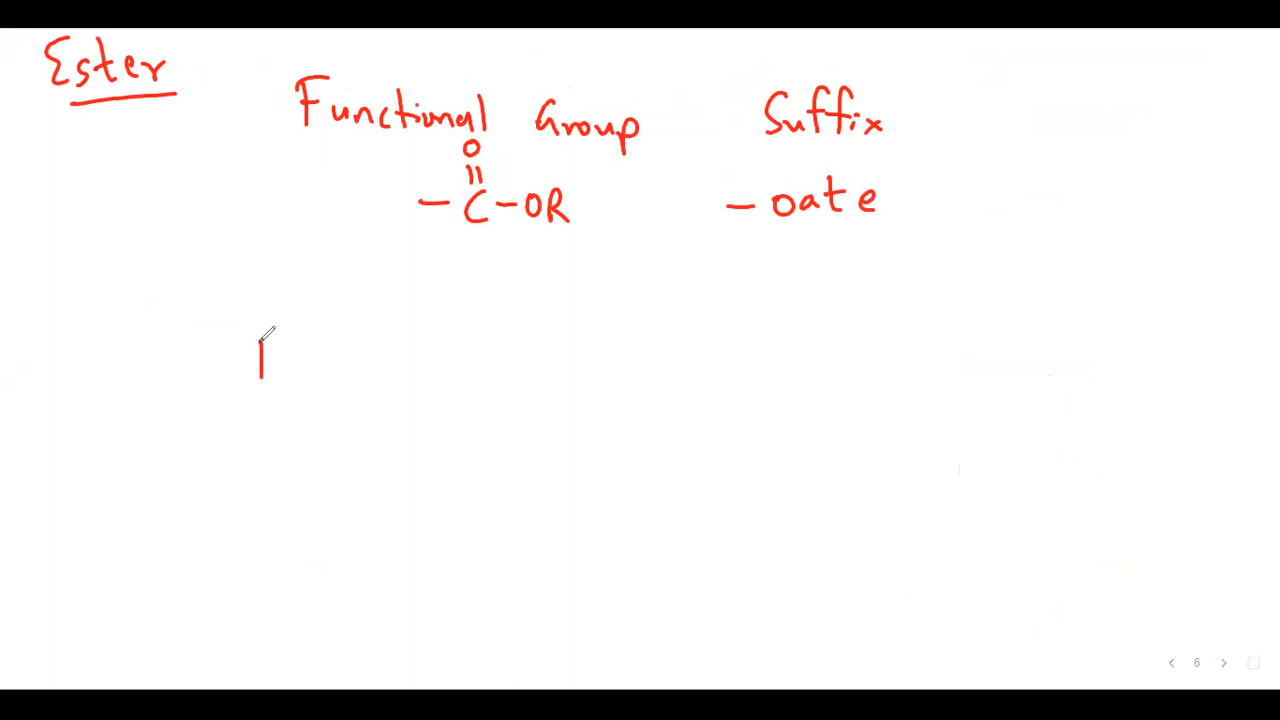 Ester
Functional Group Suffix
O
||
– C – OR – oate
< 6 >